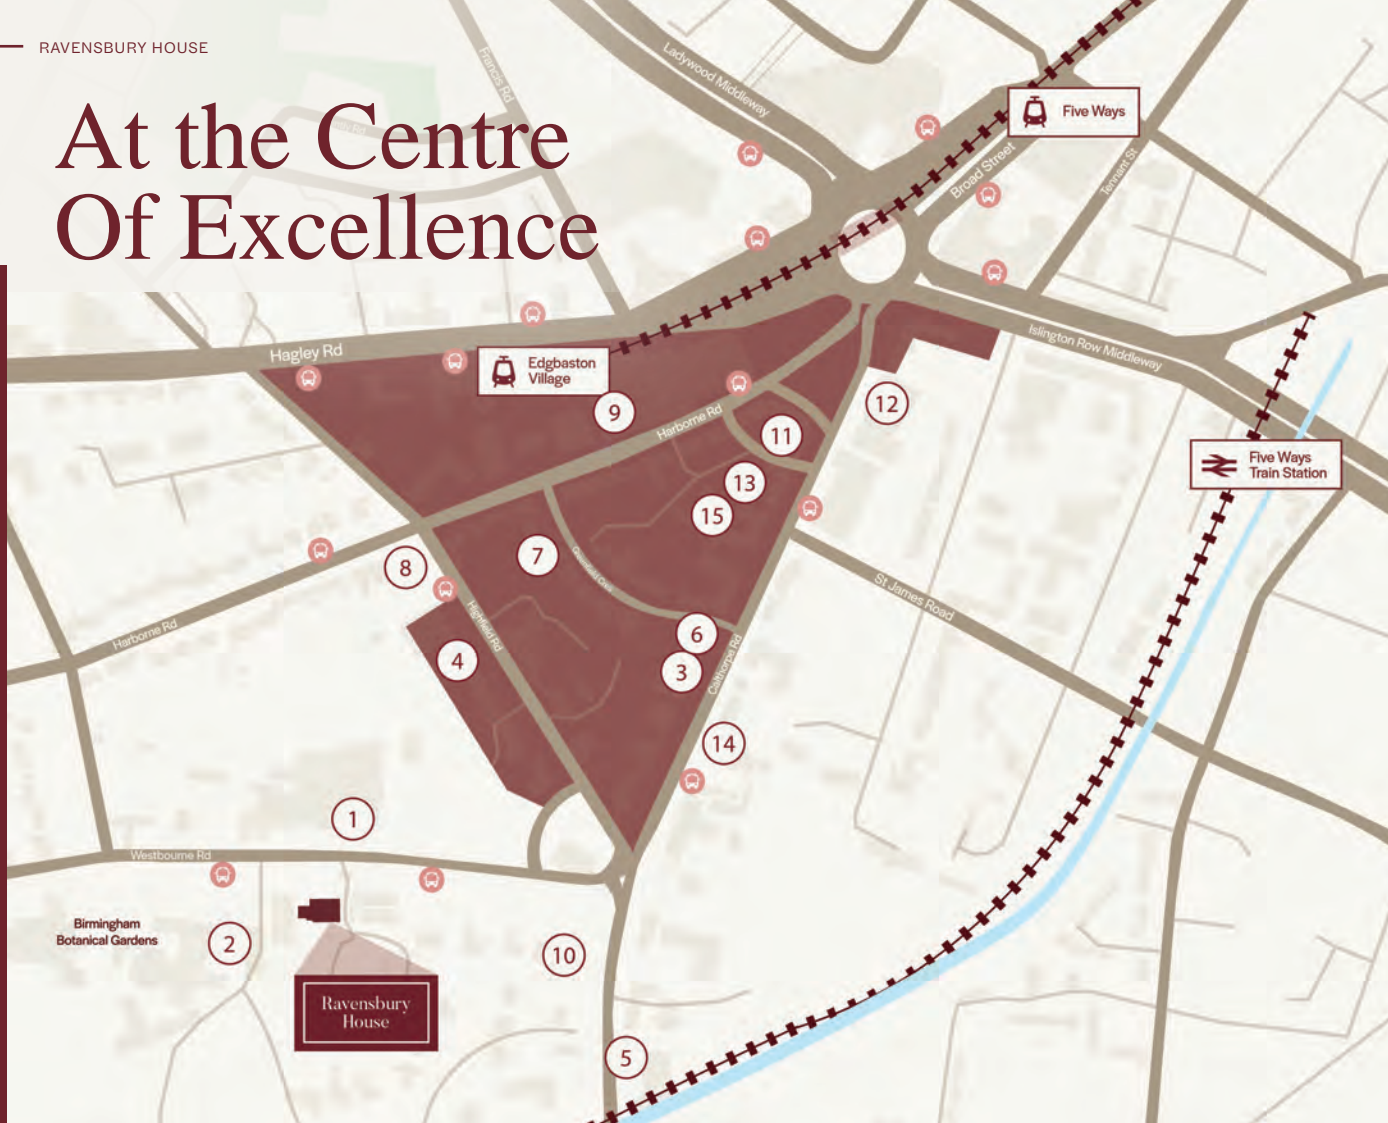 RAVENSBURY HOUSE
At the Centre
Of Excellence
Francis Rd
Ladywood Middleway
Five Ways
Broad Street
Tennant St
Hagley Rd
Edgbaston
Village
9
Harborne Rd
11
12
Islington Row Middleway
Five Ways
Train Station
13
15
7
8
St James Road
Harborne Rd
Highfield Rd
4
6
3
Calthorpe Rd
14
1
Westbourne Rd
Birmingham
Botanical Gardens
2
10
Ravensbury
House
5